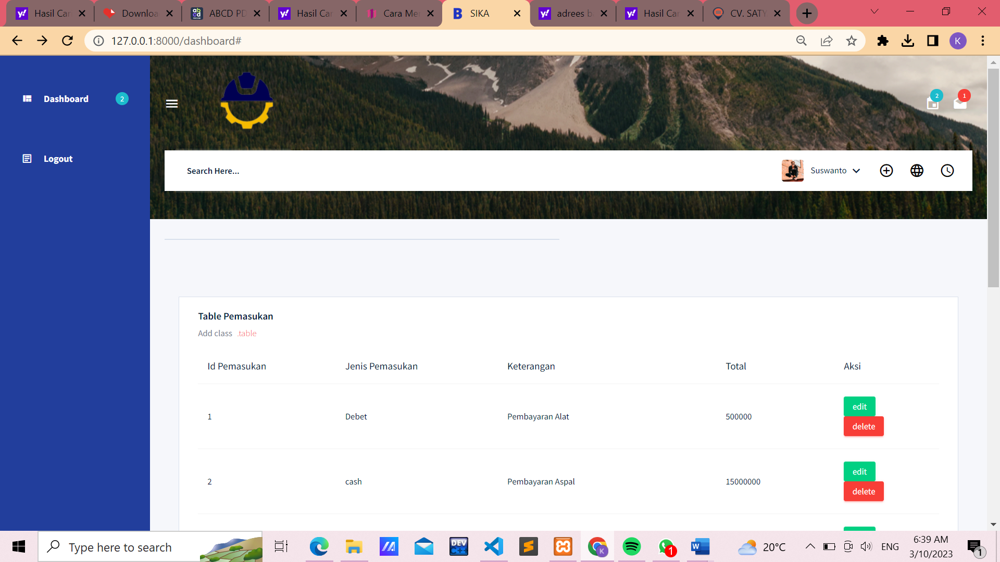 Hasil Car
Downloa
ABCD PD
Hasil Car
Cara Mer
SIKA
adrees b
Hasil Car
CV. SATY
127.0.0.1:8000/dashboard#
K
Dashboard 2
Logout
2 1
Search Here...
Suswanto
Table Pemasukan
Add class .table
Id Pemasukan Jenis Pemasukan Keterangan Total Aksi
1 Debet Pembayaran Alat 500000 edit
delete
2 cash Pembayaran Aspal 15000000 edit
delete
Type here to search
DEV
C++
K
1
W
20°C
ENG
6:39 AM
3/10/2023
1